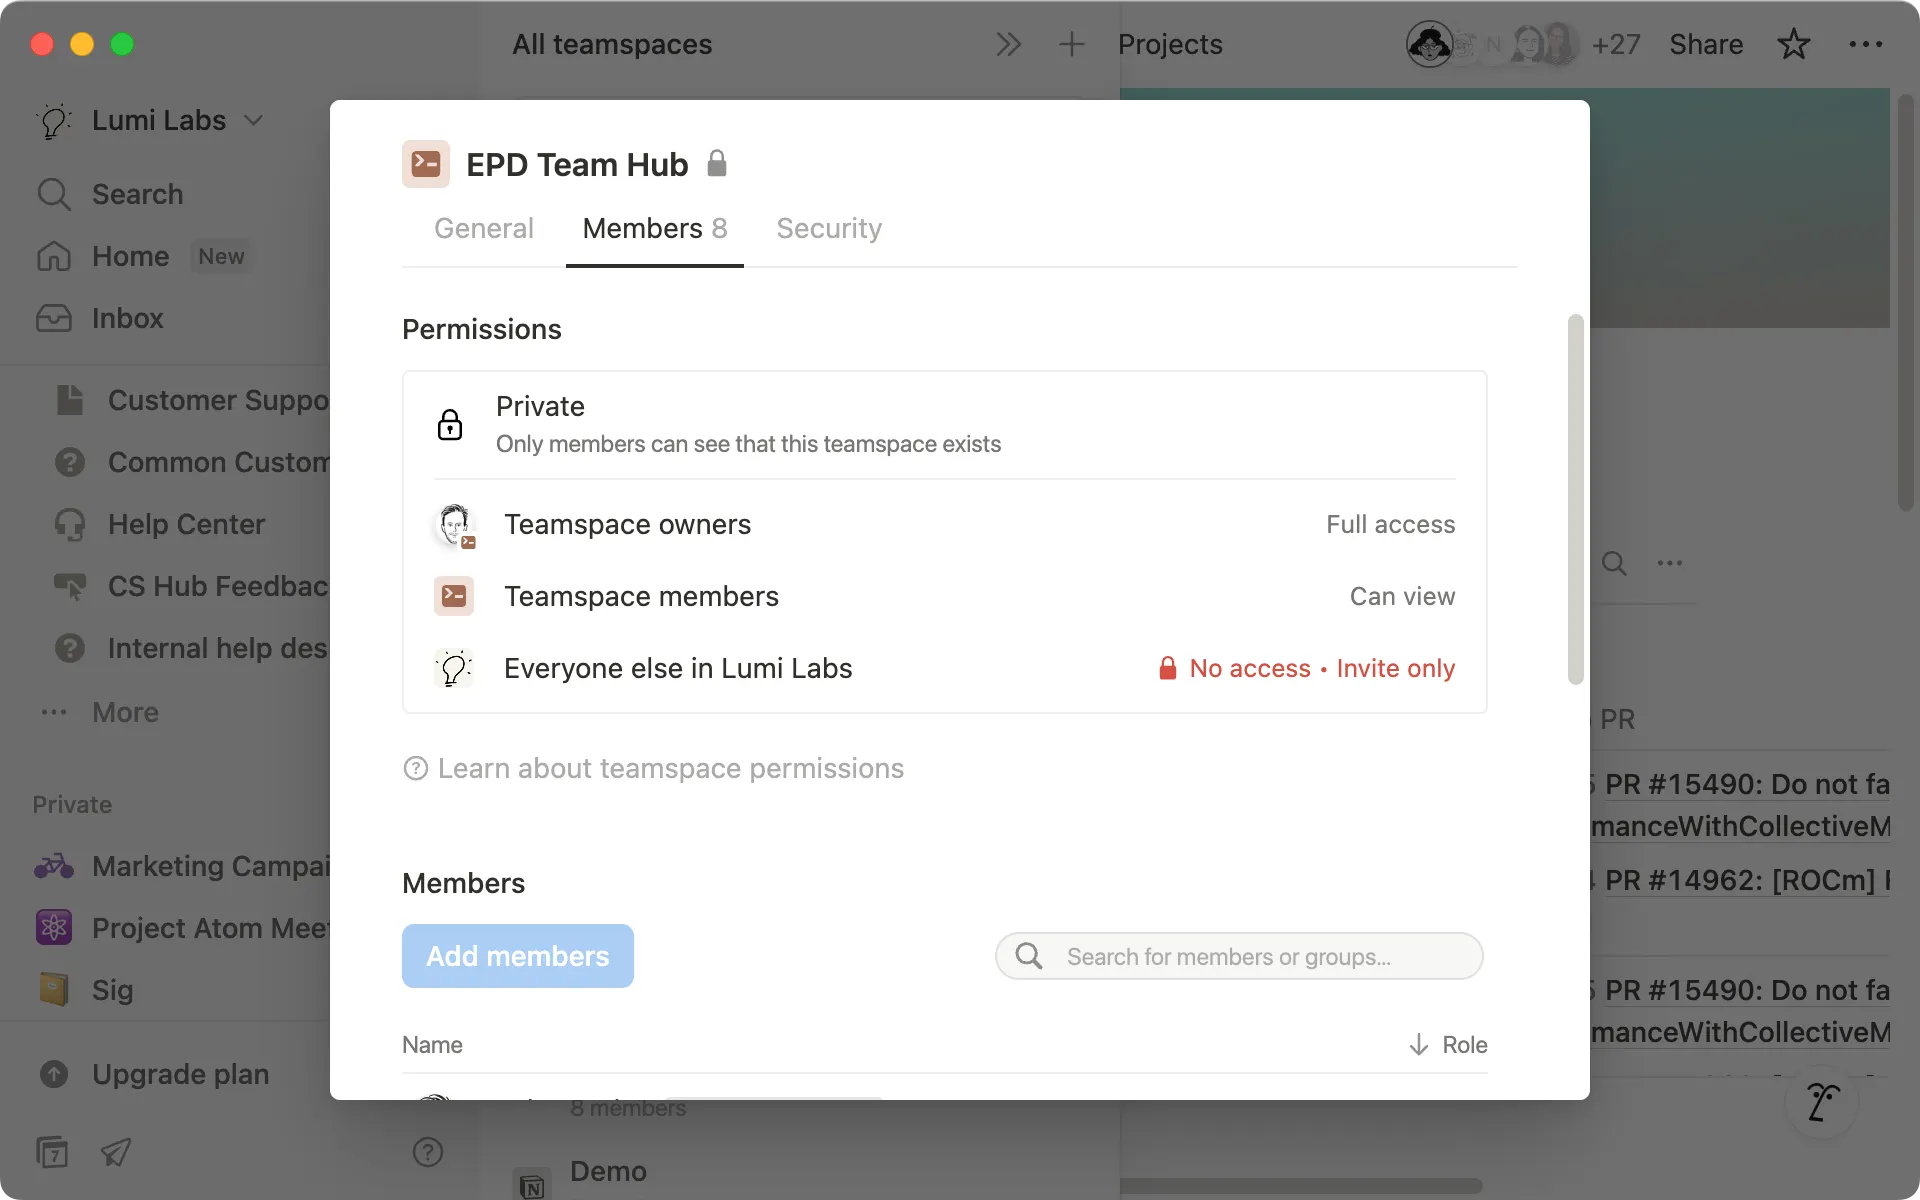 All teamspaces
Projects
+27
Share
Lumi Labs
Search
Home New
Inbox
Customer Suppo
Common Custom
Help Center
CS Hub Feedbac
Internal help des
More
Private
Marketing Campai
Project Atom Meet
Sig
Upgrade plan
7
EPD Team Hub
General
Members 8
Security
Permissions
Private
Only members can see that this teamspace exists
Teamspace owners
Full access
Teamspace members
Can view
Everyone else in Lumi Labs
No access • Invite only
Learn about teamspace permissions
Members
Add members
Search for members or groups...
Name
Role
8 members
Demo
PR
PR #15490: Do not fa
manceWithCollectiveM
PR #14962: [ROCm]
PR #15490: Do not fa
manceWithCollectiveM